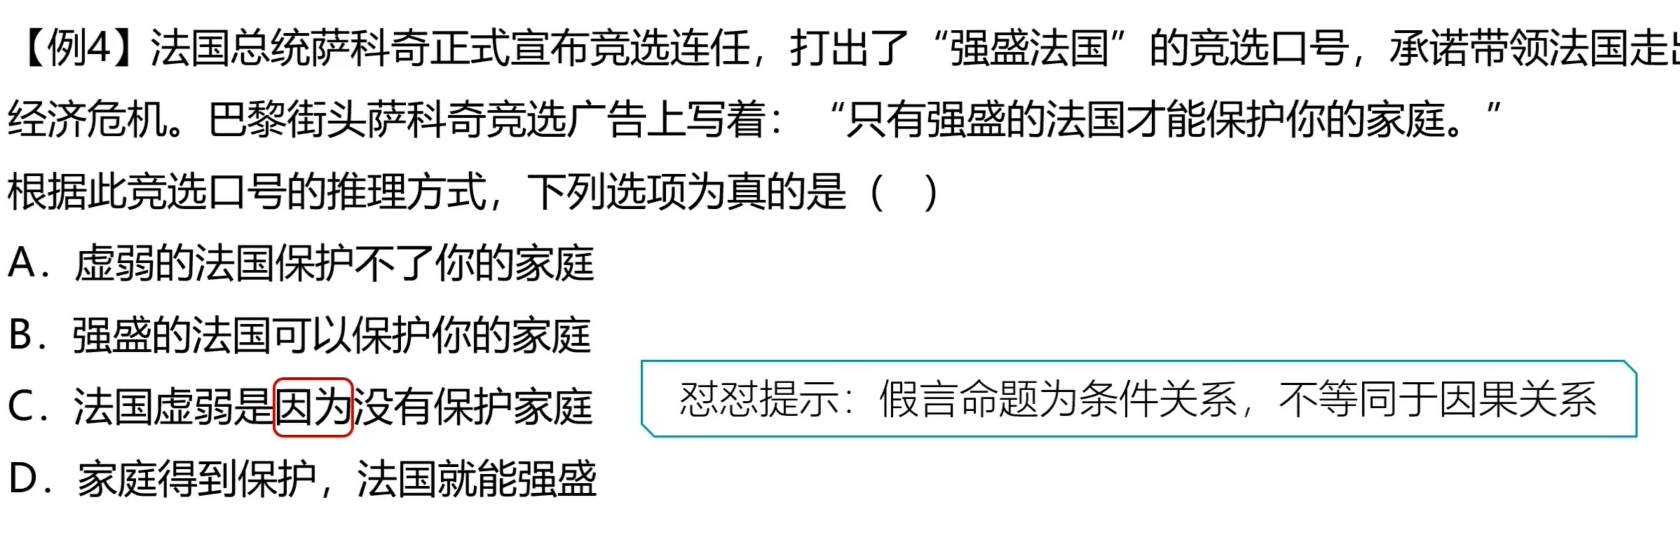 【例4】法国总统萨科奇正式宣布竞选连任，打出了“强盛法国”的竞选口号，承诺带领法国走出
经济危机。巴黎街头萨科奇竞选广告上写着：“只有强盛的法国才能保护你的家庭。”
根据此竞选口号的推理方式，下列选项为真的是（ ）
A．虚弱的法国保护不了你的家庭
B．强盛的法国可以保护你的家庭
C．法国虚弱是因为没有保护家庭
怼怼提示：假言命题为条件关系，不等同于因果关系
D．家庭得到保护，法国就能强盛